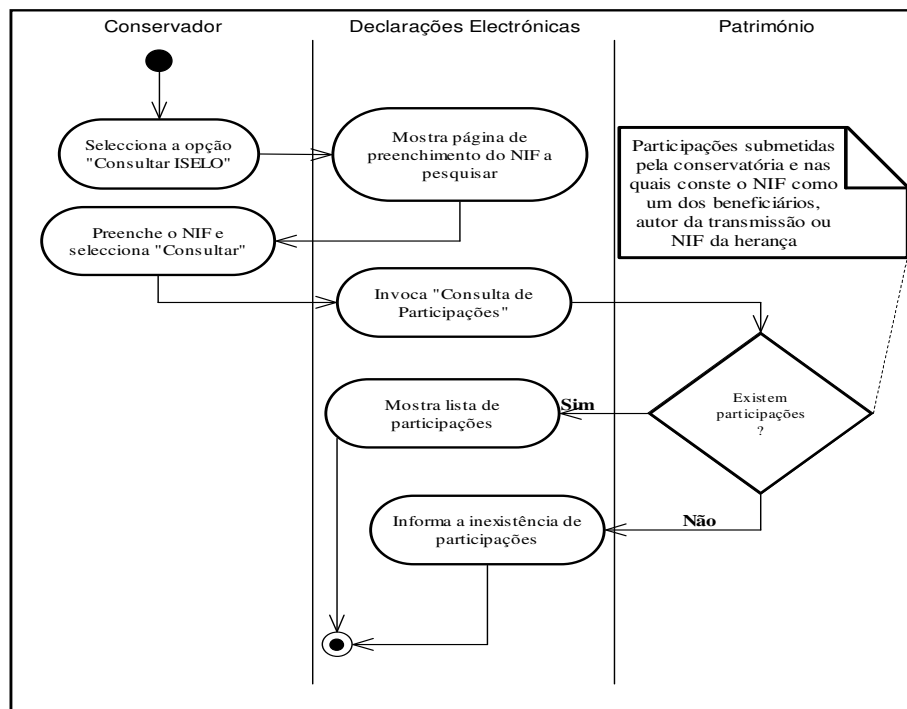 Conservador
Declarações Electrónicas
Património
Selecciona a opção
"Consultar ISELO"
Mostra página de
preenchimento do NIF a
pesquisar
Participações submetidas
pela conservatória e nas
quais conste o NIF como
um dos beneficiários,
autor da transmissão ou
NIF da herança
Preenche o NIF e
selecciona "Consultar"
Invoca "Consulta de
Participações"
Existem
participações
?
Sim
Mostra lista de
participações
Não
Informa a inexistência de
participações